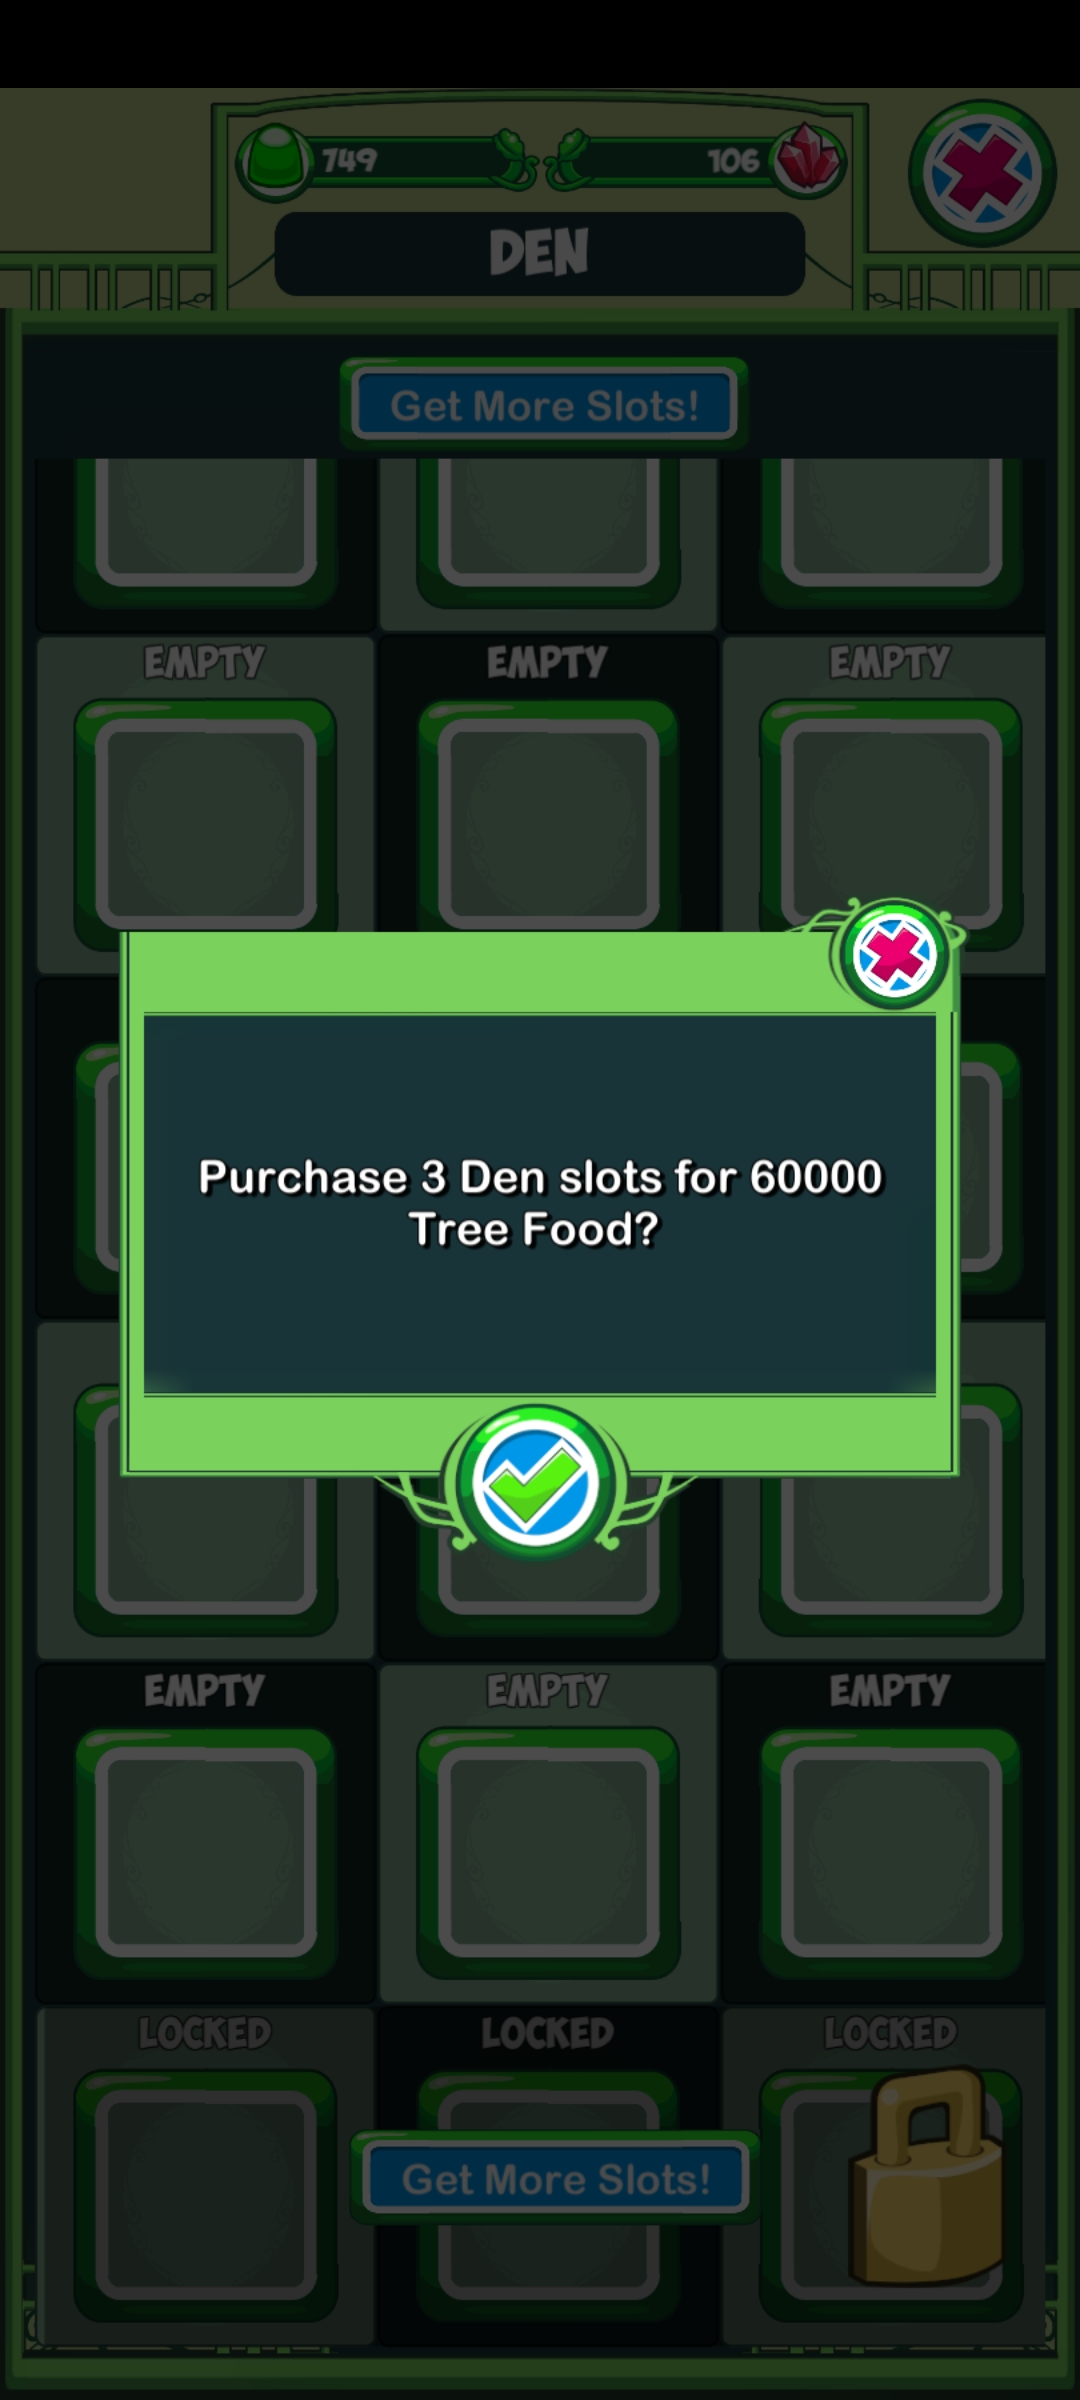 749
106
DEN
Get More Slots!
EMPTY
EMPTY
EMPTY
Purchase 3 Den slots for 60000
Tree Food?
EMPTY
EMPTY
EMPTY
LOCKED
LOCKED
LOCKED
Get More Slots!